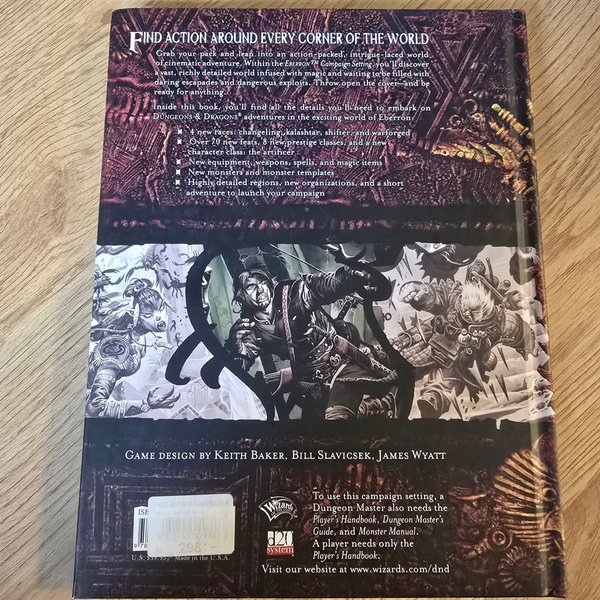 FIND ACTION AROUND EVERY CORNER OF THE WORLD
Grab your pack and leap into an action-packed, intrigue-laced world
of cinematic adventure. Within the EBERRON™ Campaign Setting, you'll discover
a vast, richly detailed world infused with magic and waiting to be filled with
daring escapades and dangerous exploits. Throw open the cover—and be
ready for anything!
Inside this book, you'll find all the details you'll need to embark on
DUNGEONS & DRAGONS® adventures in the exciting world of Eberron:
4 new races: changeling, kalashtar, shifter, and warforged
Over 70 new feats, 8 new prestige classes, and a new
character class: the artificer
New equipment, weapons, spells, and magic items
New monsters and monster templates
Highly detailed regions, new organizations, and a short
adventure to launch your campaign
GAME DESIGN BY KEITH BAKER, BILL SLAVICSEK, JAMES WYATT
ISB
9 78
Made in the U.S.A.
Wizards
d20
system
To use this campaign setting, a
Dungeon Master also needs the
Player's Handbook, Dungeon Master's
Guide, and Monster Manual.
A player needs only the
Player's Handbook.
Visit our website at www.wizards.com/dnd